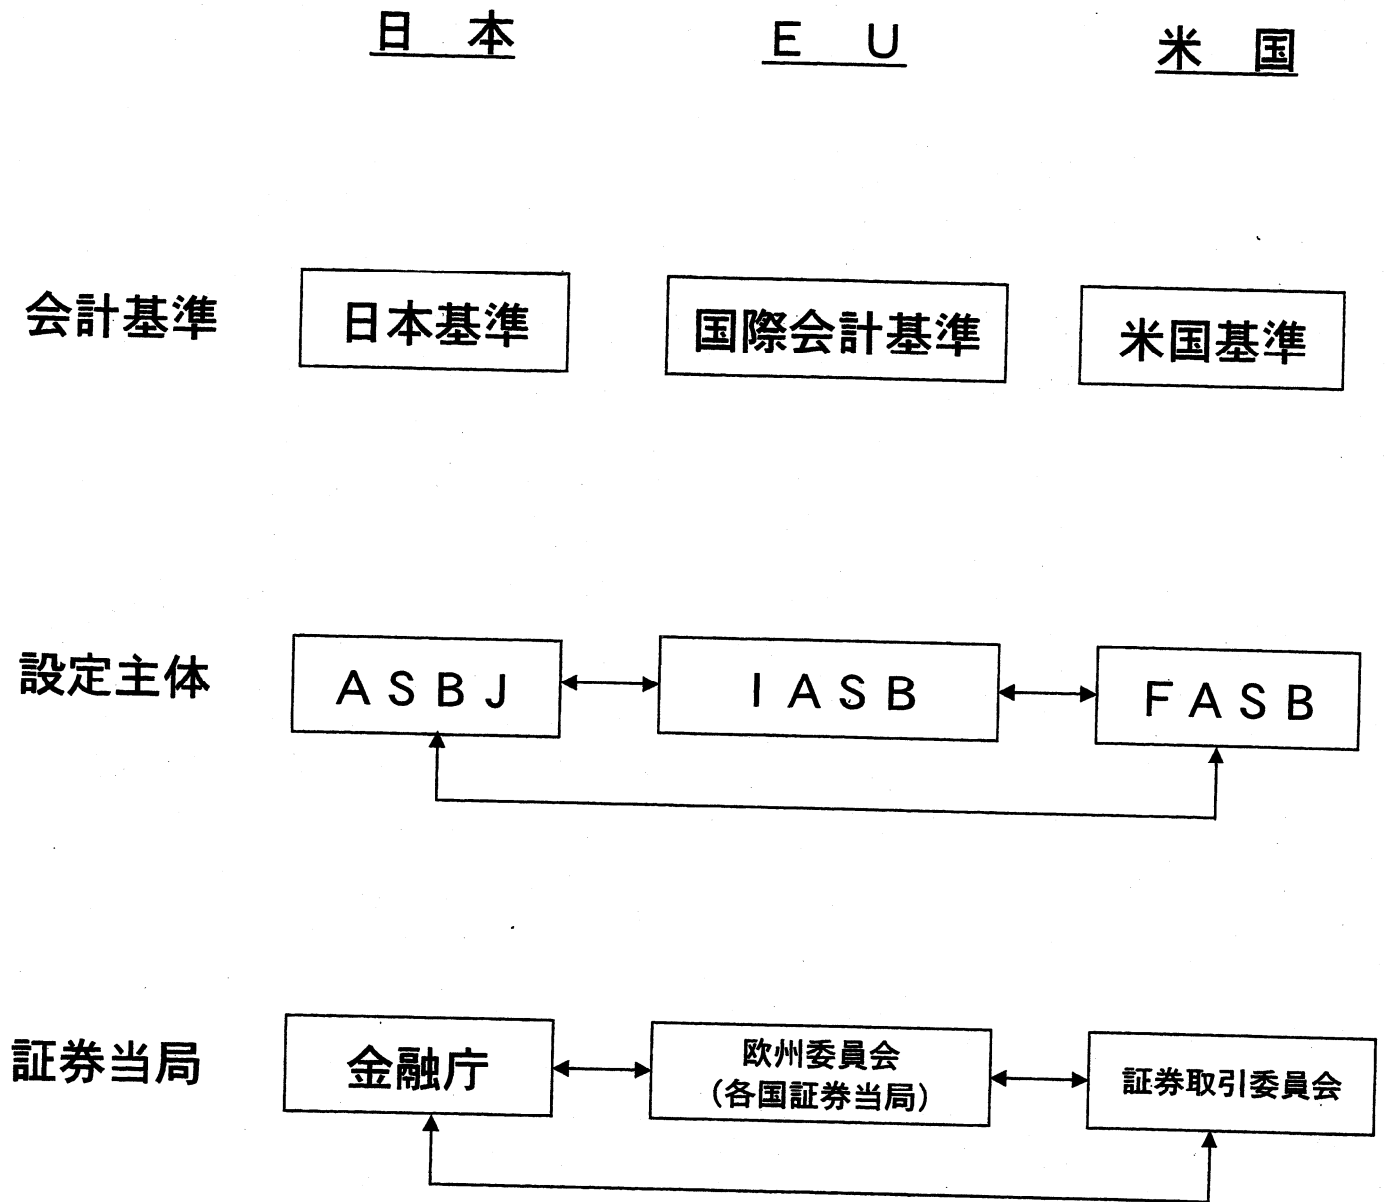 日 本
E U
米 国
会計基準
日本基準
国際会計基準
米国基準
設定主体
ASBJ
IASB
FASB
証券当局
金融庁
欧州委員会
(各国証券当局)
証券取引委員会